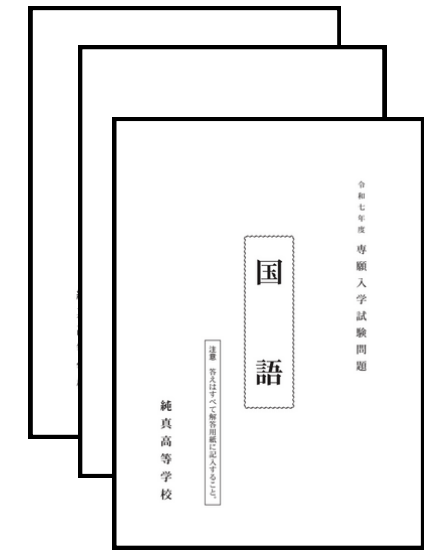 令和七年度 専願入学試験問題
国語
注意 答えはすべて解答用紙に記入すること。
純真高等学校